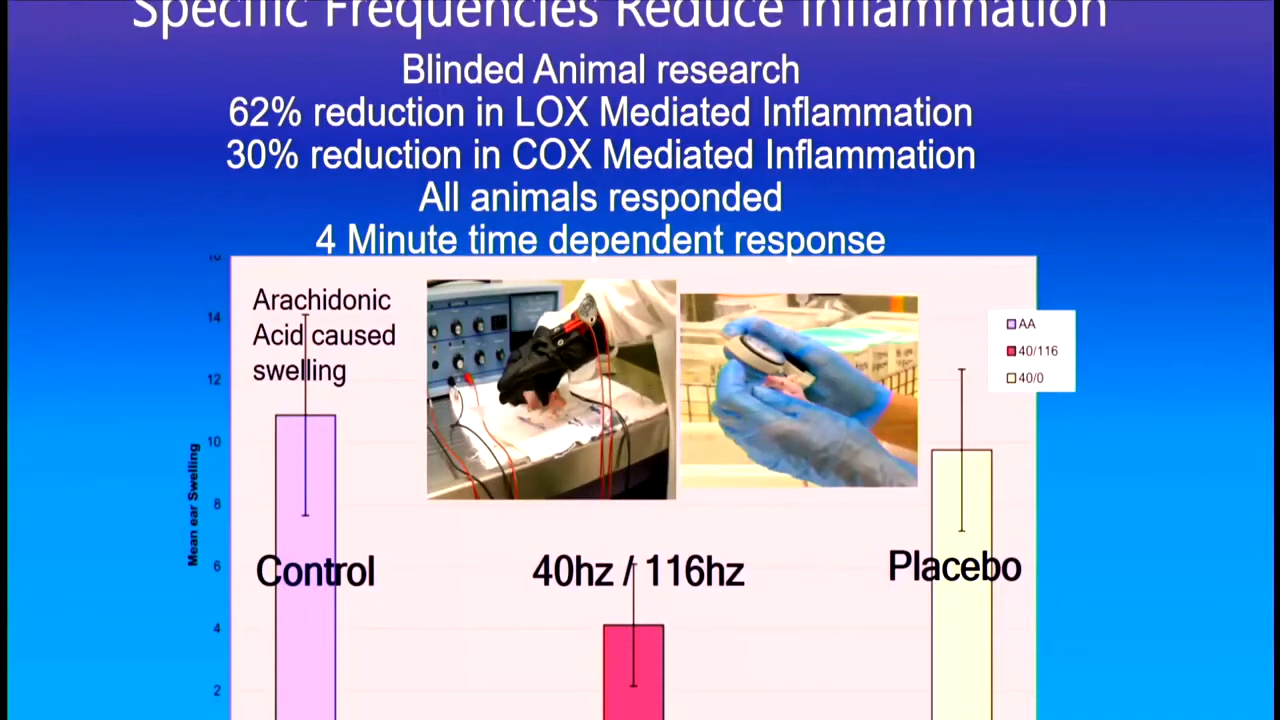 Specific Frequencies Reduce Inflammation
Blinded Animal research
62% reduction in LOX Mediated Inflammation
30% reduction in COX Mediated Inflammation
All animals responded
4 Minute time dependent response
16
14
12
10
8
6
4
2
Mean ear Swelling
Arachidonic
Acid caused
swelling
AA
40/116
40/0
Control
40hz / 116hz
Placebo